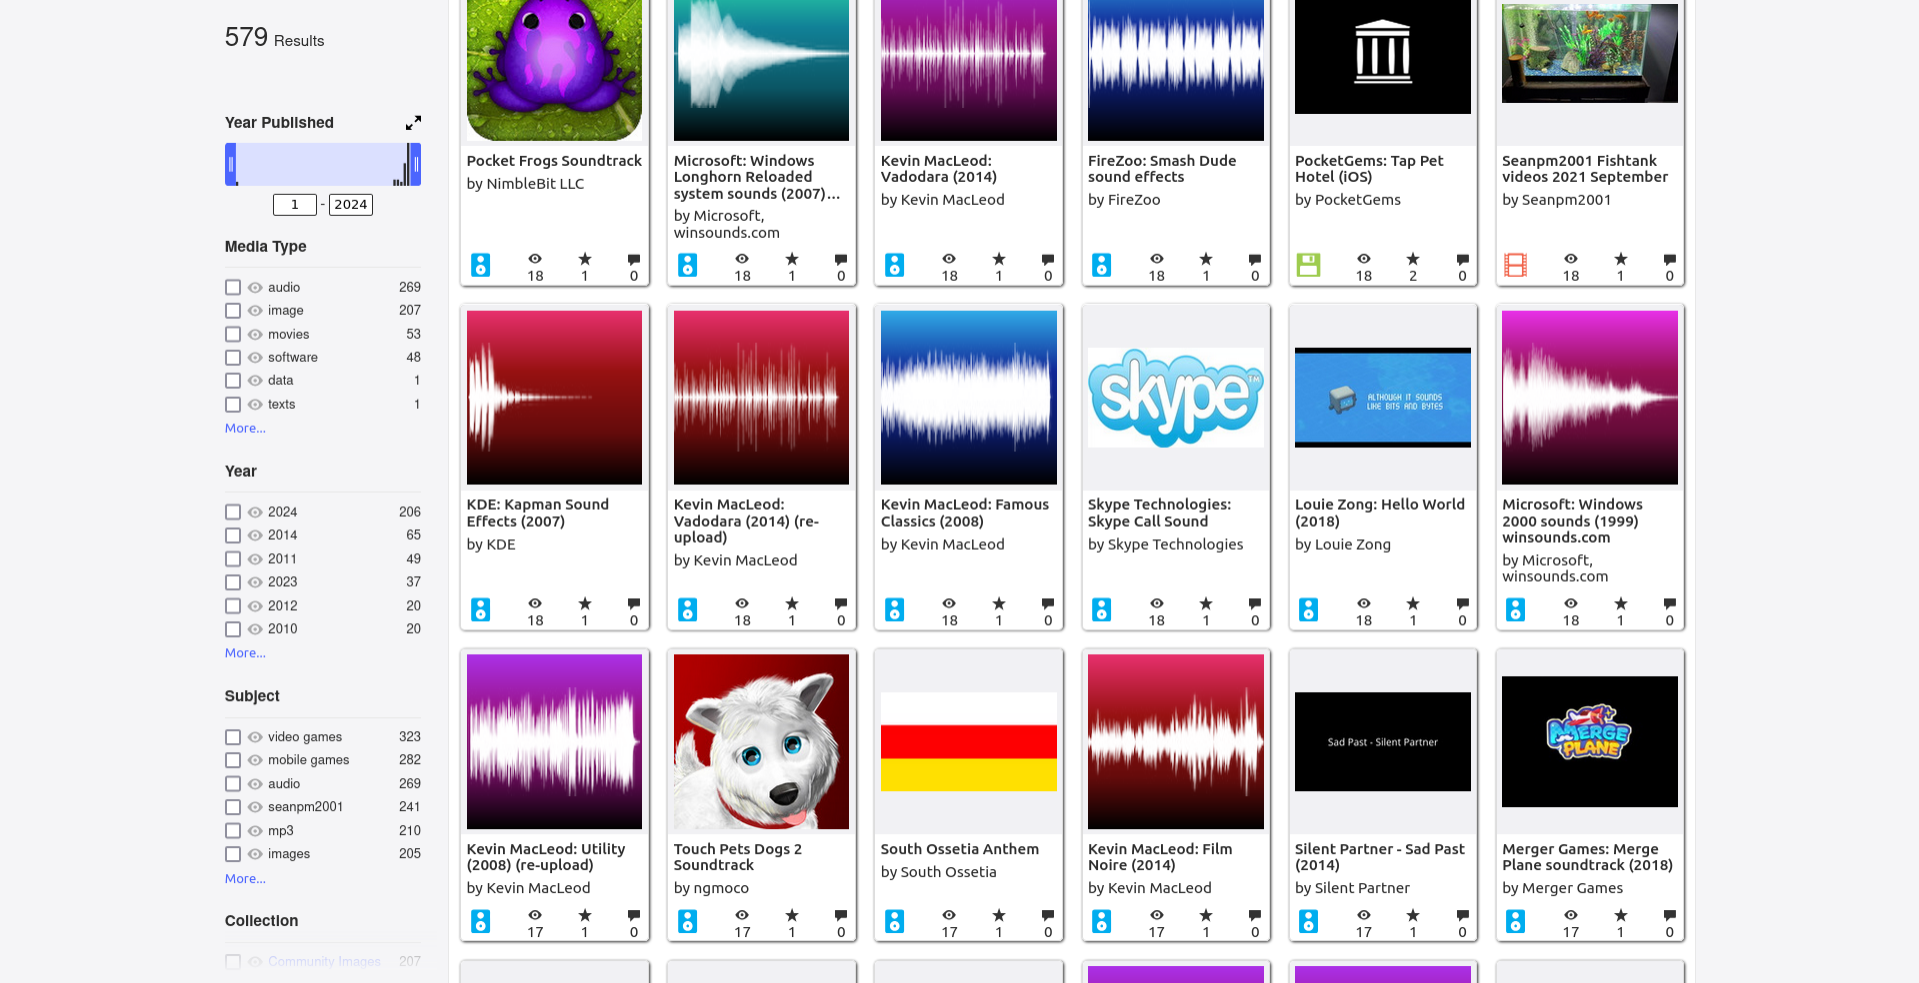 579 Results
Year Published
1 - 2024
Media Type
audio 269
image 207
movies 53
software 48
data 1
texts 1
More...
Year
2024 206
2014 65
2011 49
2023 37
2012 20
2010 20
More...
Subject
video games 323
mobile games 282
audio 269
seanpm2001 241
mp3 210
images 205
More...
Collection
Community Images 207
Pocket Frogs Soundtrack
by NimbleBit LLC
18 1 0
Microsoft: Windows
Longhorn Reloaded
system sounds (2007)...
by Microsoft,
winsounds.com
18 1 0
Kevin MacLeod:
Vadodara (2014)
by Kevin MacLeod
18 1 0
FireZoo: Smash Dude
sound effects
by FireZoo
18 1 0
PocketGems: Tap Pet
Hotel (iOS)
by PocketGems
18 2 0
Seanpm2001 Fishtank
videos 2021 September
by Seanpm2001
18 1 0
KDE: Kapman Sound
Effects (2007)
by KDE
18 1 0
Kevin MacLeod:
Vadodara (2014) (re-
upload)
by Kevin MacLeod
18 1 0
Kevin MacLeod: Famous
Classics (2008)
by Kevin MacLeod
18 1 0
skype TM
Skype Technologies:
Skype Call Sound
by Skype Technologies
18 1 0
ALTHOUGH IT SOUNDS
LIKE BITS AND BYTES
Louie Zong: Hello World
(2018)
by Louie Zong
18 1 0
Microsoft: Windows
2000 sounds (1999)
winsounds.com
by Microsoft,
winsounds.com
18 1 0
Kevin MacLeod: Utility
(2008) (re-upload)
by Kevin MacLeod
17 1 0
Touch Pets Dogs 2
Soundtrack
by ngmoco
17 1 0
South Ossetia Anthem
by South Ossetia
17 1 0
Kevin MacLeod: Film
Noire (2014)
by Kevin MacLeod
17 1 0
Sad Past - Silent Partner
Silent Partner - Sad Past
(2014)
by Silent Partner
17 1 0
MERGE
PLANE
Merger Games: Merge
Plane soundtrack (2018)
by Merger Games
17 1 0